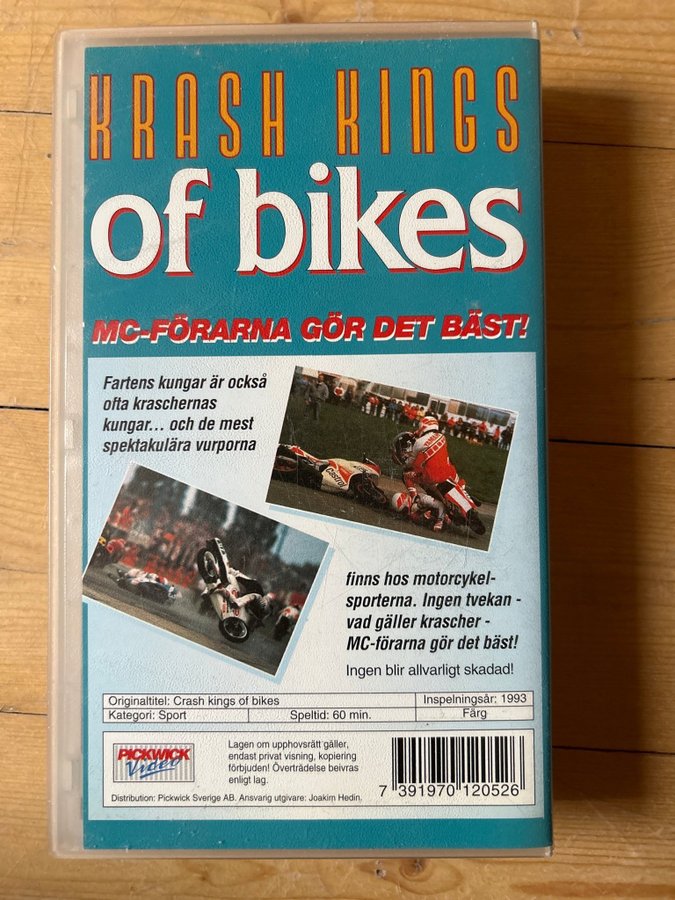 KRASH KINGS
of bikes
MC-FÖRARNA GÖR DET BÄST!
Fartens kungar är också
ofta kraschernas
kungar... och de mest
spektakulära vurporna
finns hos motorcykel-
sporterna. Ingen tvekan -
vad gäller krascher -
MC-förarna gör det bäst!
Ingen blir allvarligt skadad!
Originaltitel: Crash kings of bikes
Inspelningsår: 1993
Kategori: Sport
Speltid: 60 min.
Färg
PICKWICK
Video
Lagen om upphovsrätt gäller,
endast privat visning, kopiering
förbjuden! Överträdelse beivras
enligt lag.
Distribution: Pickwick Sverige AB. Ansvarig utgivare: Joakim Hedin.
7 391970 120526